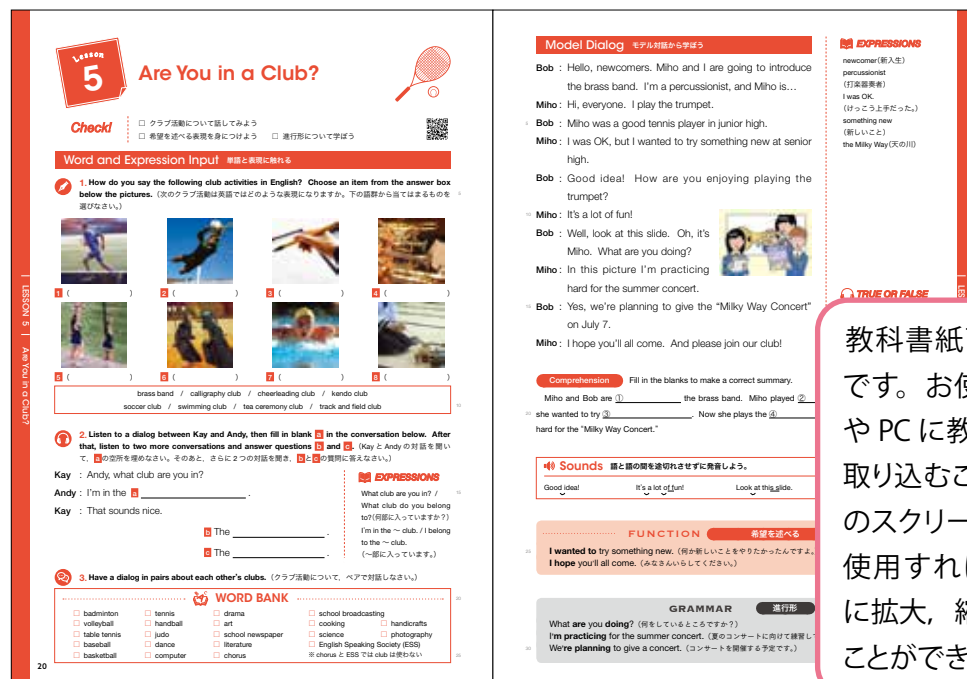 Lesson
5
Are You in a Club?
Check!
□ クラブ活動について話してみよう
□ 希望を述べる表現を身につけよう □ 進行形について学ぼう
Word and Expression Input 単語と表現に触れる
1. How do you say the following club activities in English? Choose an item from the answer box
below the pictures. (次のクラブ活動は英語ではどのような表現になりますか。下の語群から当てはまるものを
選びなさい。)
5
1 ( ) 2 ( ) 3 ( ) 4 ( )
5 ( ) 6 ( ) 7 ( ) 8 ( )
brass band / calligraphy club / cheerleading club / kendo club
soccer club / swimming club / tea ceremony club / track and field club
10
2. Listen to a dialog between Kay and Andy, then fill in blank a in the conversation below. After
that, listen to two more conversations and answer questions b and c. (Kay と Andy の対話を聞い
て, aの空所を埋めなさい。そのあと、さらに2つの対話を聞き, bとcの質問に答えなさい。)
Kay : Andy, what club are you in?
Andy : I'm in the a ____ .
Kay : That sounds nice.
b The ____ .
c The ____ .
EXPRESSIONS
What club are you in? /
15
What club do you belong
to?(何部に入っていますか?)
I'm in the ~ club. / I belong
to the ~ club.
(~部に入っています。)
3. Have a dialog in pairs about each other's clubs. (クラブ活動について, ペアで対話しなさい。)
WORD BANK
20
□ badminton □ tennis □ drama □ school broadcasting
□ volleyball □ handball □ art □ cooking □ handicrafts
□ table tennis □ judo □ school newspaper □ science □ photography
□ baseball □ dance □ literature □ English Speaking Society (ESS)
□ basketball □ computer □ chorus ※ chorus と ESS では club は使わない
25
20
LESSON 5 Are You in a Club?
Model Dialog モデル対話から学ぼう
Bob : Hello, newcomers. Miho and I are going to introduce
the brass band. I'm a percussionist, and Miho is…
Miho : Hi, everyone. I play the trumpet.
5 Bob : Miho was a good tennis player in junior high.
Miho : I was OK, but I wanted to try something new at senior
high.
Bob : Good idea! How are you enjoying playing the
trumpet?
10 Miho : It's a lot of fun!
Bob : Well, look at this slide. Oh, it's
Miho. What are you doing?
Miho : In this picture I'm practicing
hard for the summer concert.
15 Bob : Yes, we're planning to give the “Milky Way Concert”
on July 7.
Miho : I hope you'll all come. And please join our club!
EXPRESSIONS
newcomer(新入生)
percussionist
(打楽器奏者)
I was OK.
(けっこう上手だった。)
something new
(新しいこと)
the Milky Way(天の川)
TRUE OR FALSE
LES
Comprehension Fill in the blanks to make a correct summary.
Miho and Bob are ① ____ the brass band. Miho played ②
20 she wanted to try ③ ____. Now she plays the ④
hard for the “Milky Way Concert.”
Sounds 語と語の間を途切れさせずに発音しよう。
Good idea! It's a lot of fun! Look at this slide.
FUNCTION 希望を述べる
25 I wanted to try something new. (何か新しいことをやりたかったんですよ。
I hope you'll all come. (みなさんいらしてください。)
GRAMMAR 進行形
What are you doing? (何をしているところですか?)
I'm practicing for the summer concert. (夏のコンサートに向けて練習し
30 We're planning to give a concert. (コンサートを開催する予定です。)
教科書紙
です。お使
や PC に教
取り込むこ
のスクリー
使用すれ
に拡大, 縮
ことができ